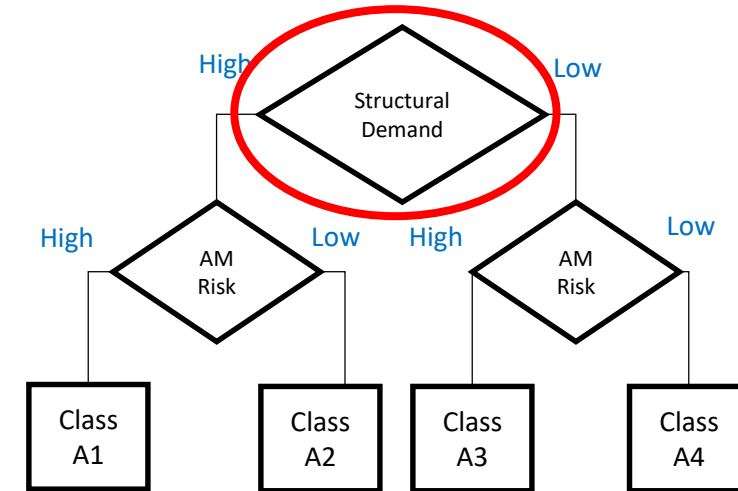 High
Low
Structural
Demand
High
Low
High
Low
AM
Risk
AM
Risk
Class
A1
Class
A2
Class
A3
Class
A4